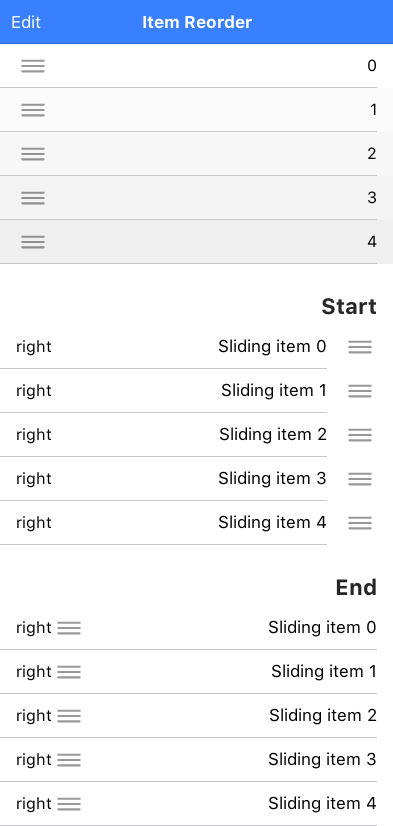 Edit
Item Reorder
0
1
2
3
4
Start
right Sliding item 0
right Sliding item 1
right Sliding item 2
right Sliding item 3
right Sliding item 4
End
right Sliding item 0
right Sliding item 1
right Sliding item 2
right Sliding item 3
right Sliding item 4